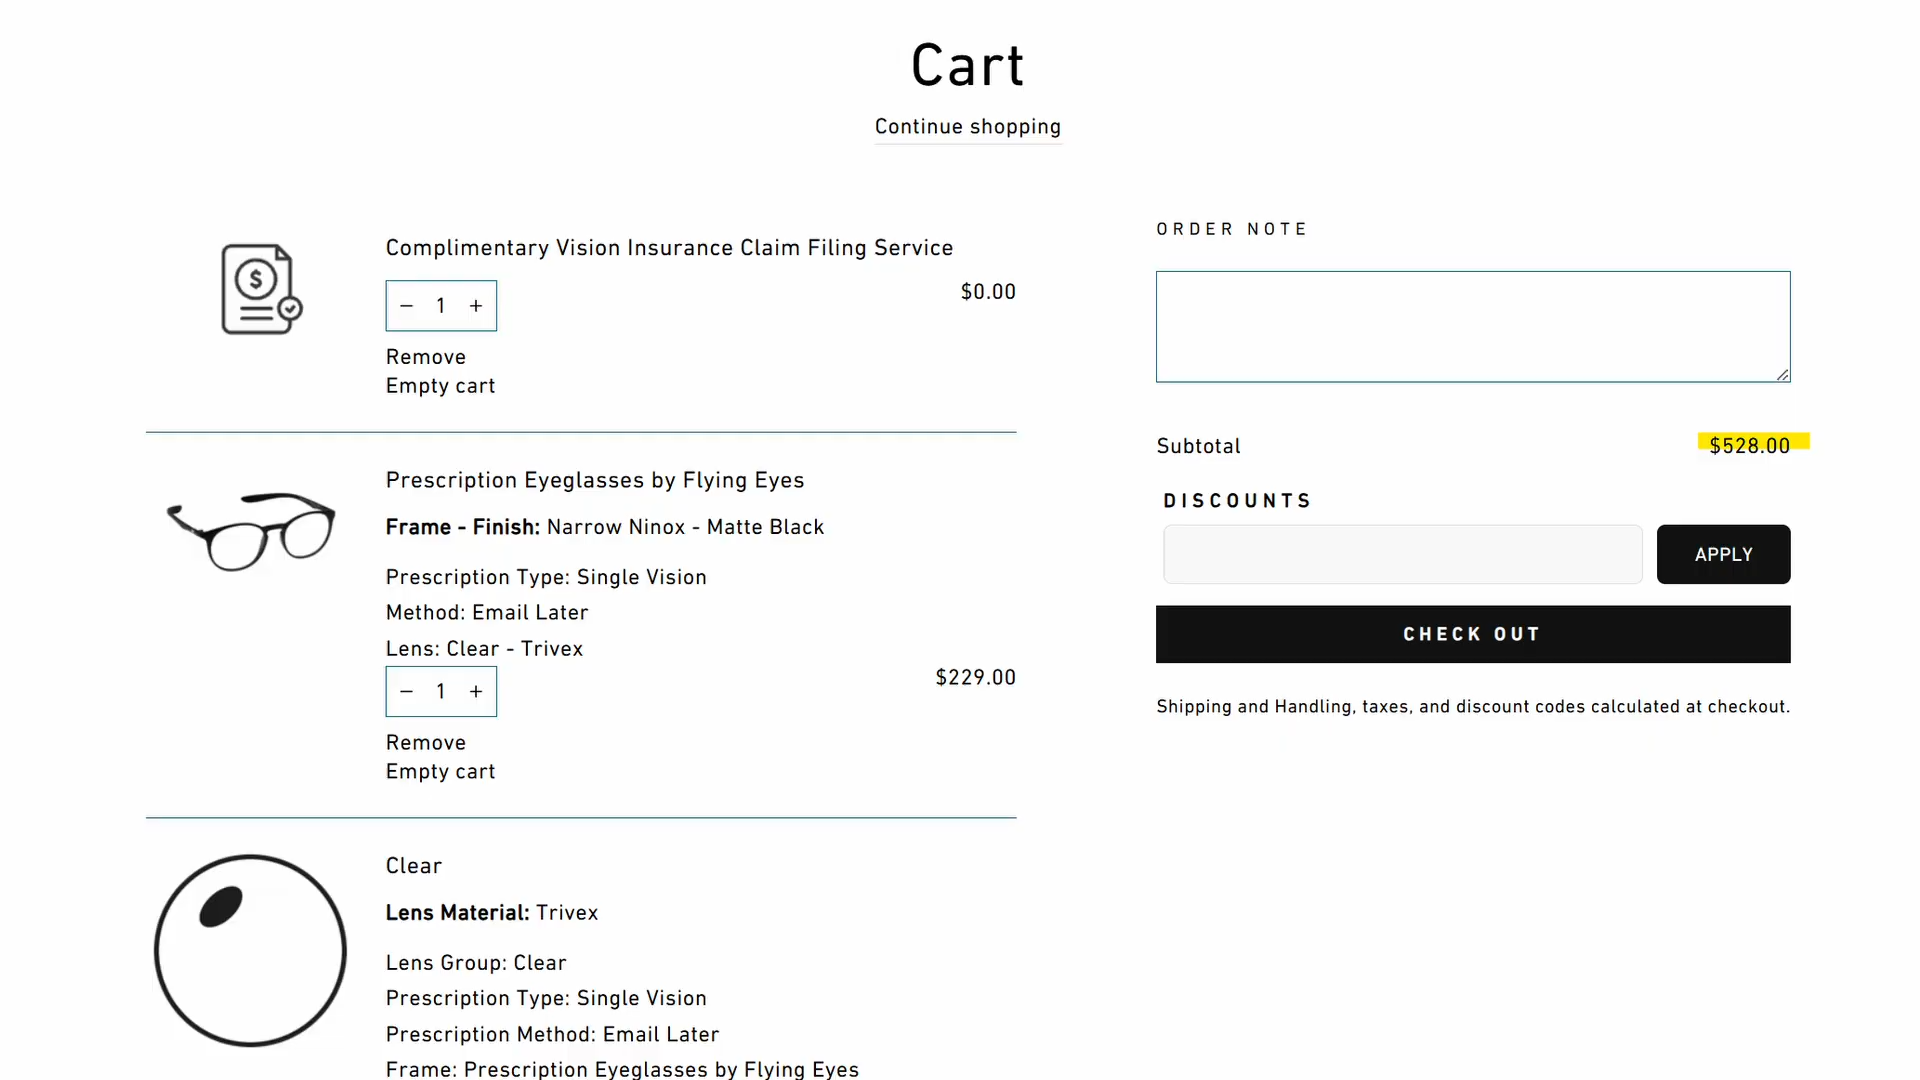 Cart
Continue shopping
Complimentary Vision Insurance Claim Filing Service
$
− 1 +
$0.00
Remove
Empty cart
Prescription Eyeglasses by Flying Eyes
Frame - Finish: Narrow Ninox - Matte Black
Prescription Type: Single Vision
Method: Email Later
Lens: Clear - Trivex
− 1 +
$229.00
Remove
Empty cart
Clear
Lens Material: Trivex
Lens Group: Clear
Prescription Type: Single Vision
Prescription Method: Email Later
Frame: Prescription Eyeglasses by Flying Eyes
ORDER NOTE
Subtotal $528.00
DISCOUNTS
APPLY
CHECK OUT
Shipping and Handling, taxes, and discount codes calculated at checkout.